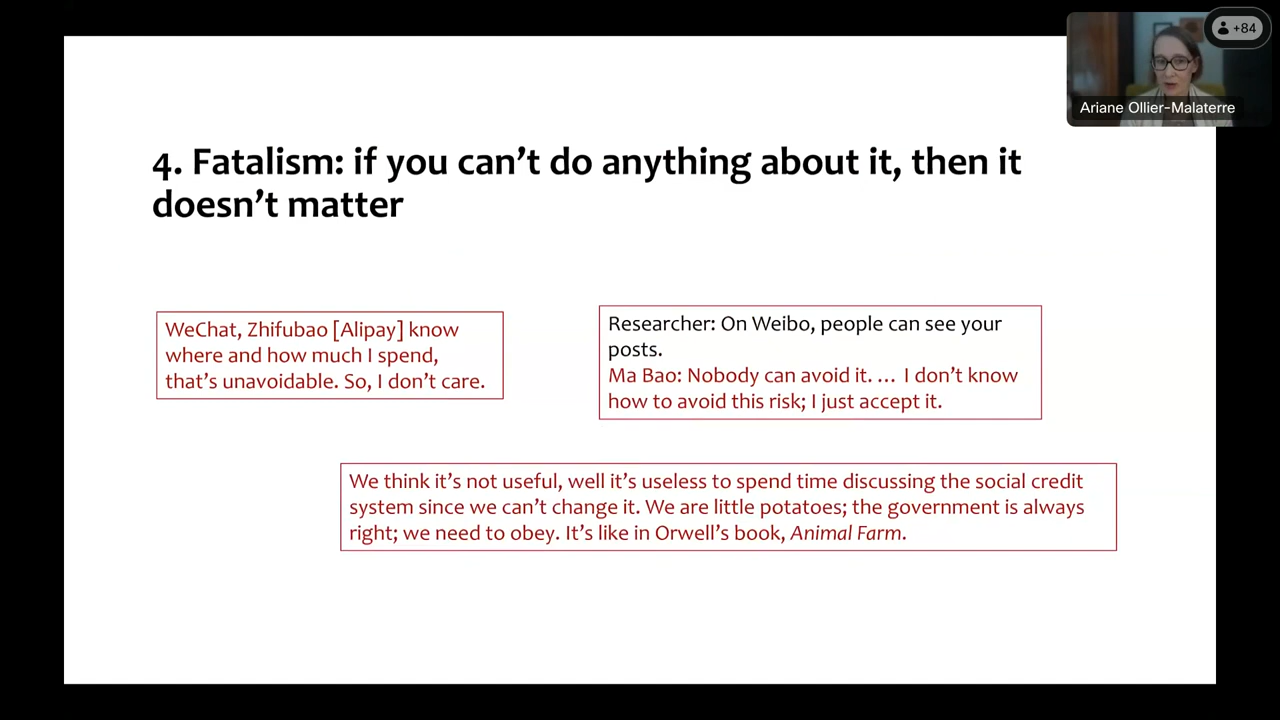 +84
Ariane Ollier-Malaterre
4. Fatalism: if you can't do anything about it, then it
doesn't matter
WeChat, Zhifubao [Alipay] know
where and how much I spend,
that's unavoidable. So, I don't care.
Researcher: On Weibo, people can see your
posts.
Ma Bao: Nobody can avoid it. … I don't know
how to avoid this risk; I just accept it.
We think it's not useful, well it's useless to spend time discussing the social credit
system since we can't change it. We are little potatoes; the government is always
right; we need to obey. It's like in Orwell's book, Animal Farm.